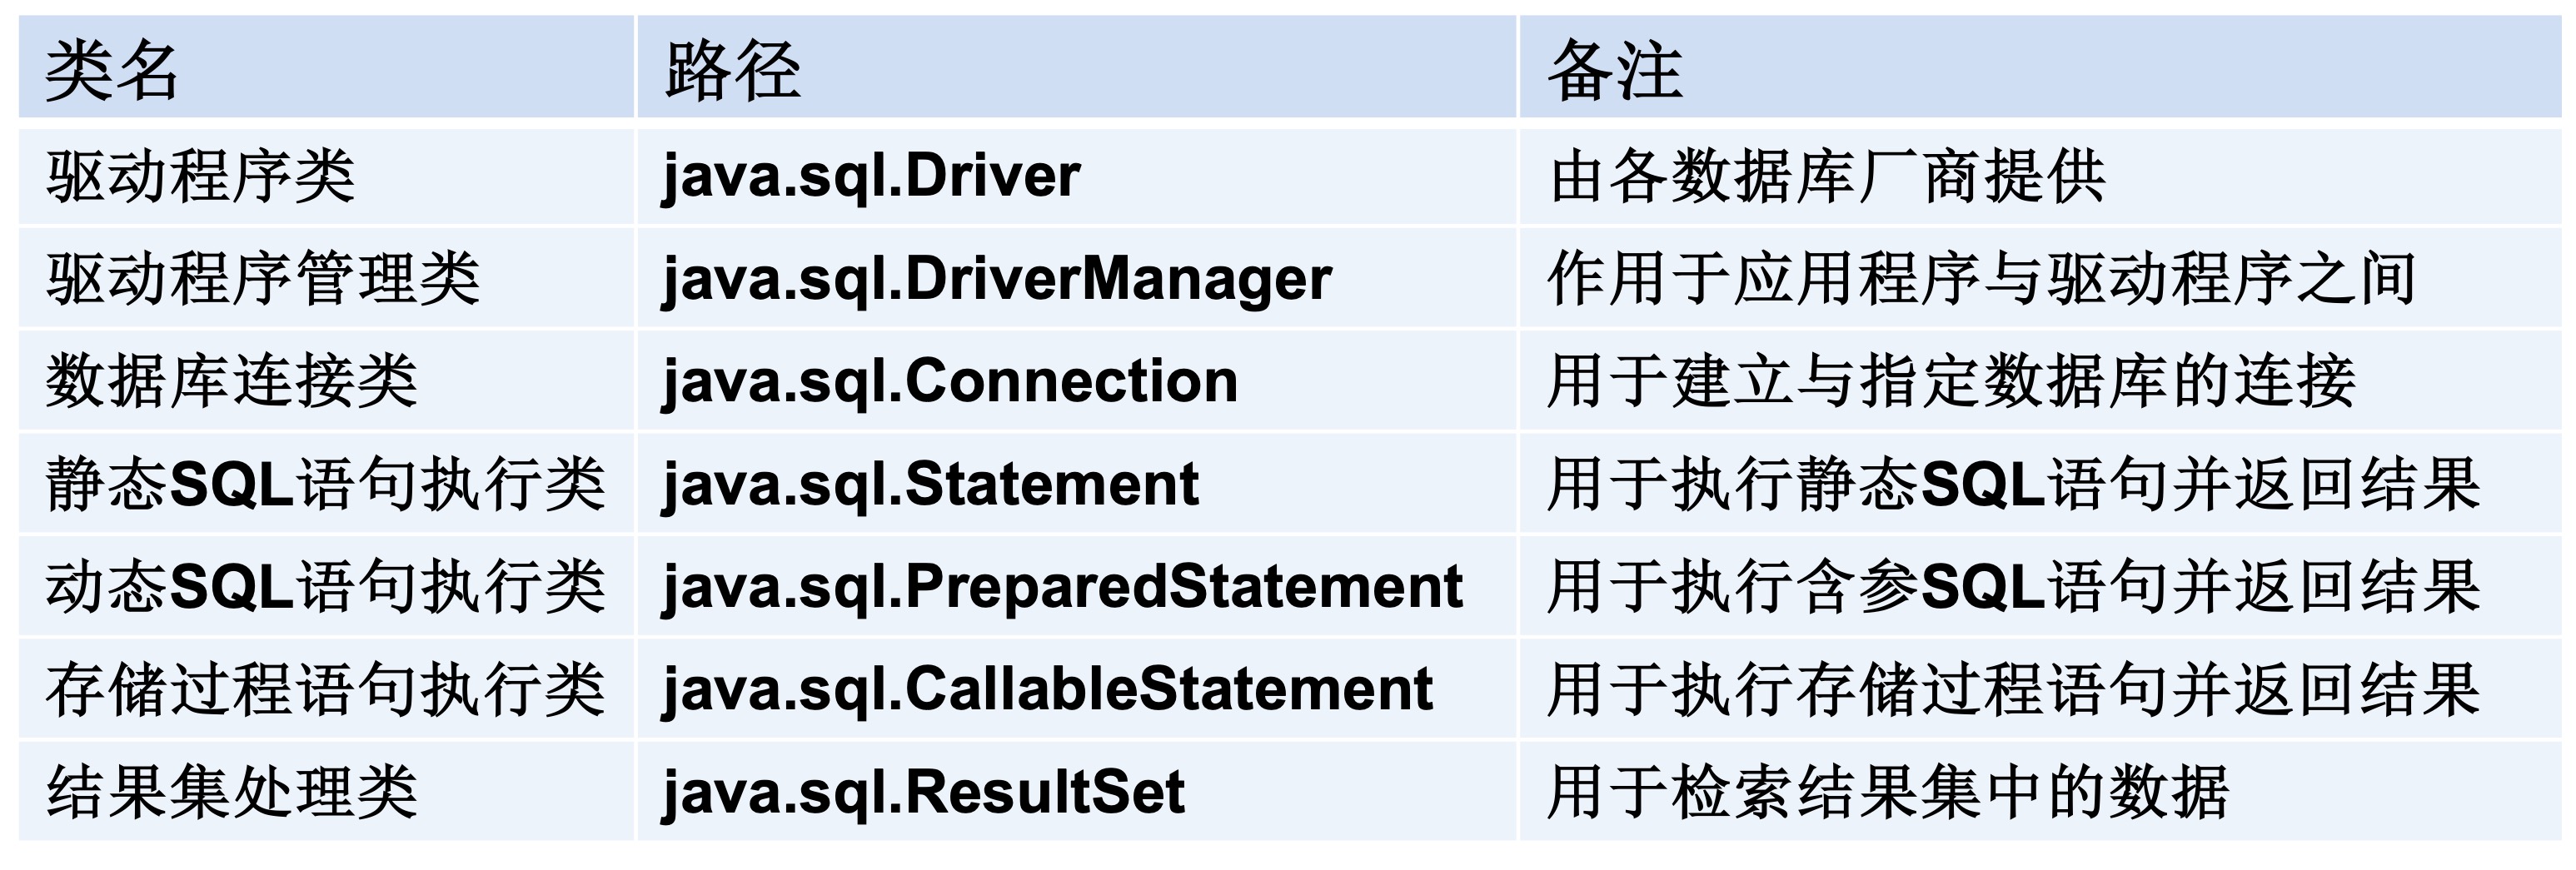 类名 路径 备注
驱动程序类 java.sql.Driver 由各数据库厂商提供
驱动程序管理类 java.sql.DriverManager 作用于应用程序与驱动程序之间
数据库连接类 java.sql.Connection 用于建立与指定数据库的连接
静态SQL语句执行类 java.sql.Statement 用于执行静态SQL语句并返回结果
动态SQL语句执行类 java.sql.PreparedStatement 用于执行含参SQL语句并返回结果
存储过程语句执行类 java.sql.CallableStatement 用于执行存储过程语句并返回结果
结果集处理类 java.sql.ResultSet 用于检索结果集中的数据